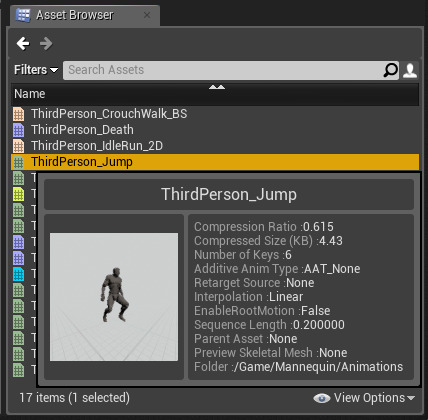 Asset Browser
Filters
Search Assets
Name
ThirdPerson_CrouchWalk_BS
ThirdPerson_Death
ThirdPerson_IdleRun_2D
ThirdPerson_Jump
ThirdPerson_Jump
Compression Ratio :0.615
Compressed Size (KB) :4.43
Number of Keys :6
Additive Anim Type :AAT_None
Retarget Source :None
Interpolation :Linear
EnableRootMotion :False
Sequence Length :0.200000
Parent Asset :None
Preview Skeletal Mesh :None
Folder :/Game/Mannequin/Animations
17 items (1 selected)
View Options